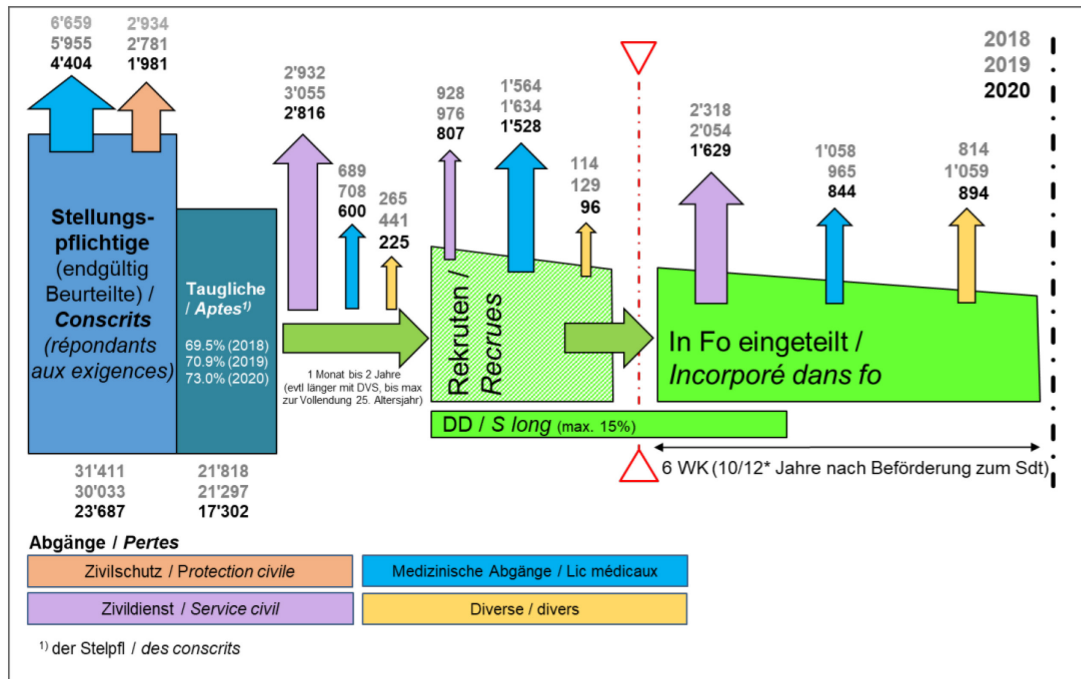 6'659
5'955
4'404
2'934
2'781
1'981
2'932
3'055
2'816
689
708
600
265
441
225
928
976
807
1'564
1'634
1'528
114
129
96
2'318
2'054
1'629
1'058
965
844
814
1'059
894
2018
2019
2020
Stellungs-
pflichtige
(endgültig
Beurteilte) /
Conscrits
(répondants
aux exigences)
Taugliche
/ Aptes1)
69.5% (2018)
70.9% (2019)
73.0% (2020)
1 Monat bis 2 Jahre
(evtl länger mit DVS, bis max
zur Vollendung 25. Altersjahr)
Rekruten /
Recrues
In Fo eingeteilt /
Incorporé dans fo
DD / S long (max. 15%)
6 WK (10/12* Jahre nach Beförderung zum Sdt)
31'411
30'033
23'687
21'818
21'297
17'302
Abgänge / Pertes
Zivilschutz / Protection civile
Medizinische Abgänge / Lic médicaux
Zivildienst / Service civil
Diverse / divers
1) der Stelpfl / des conscrits